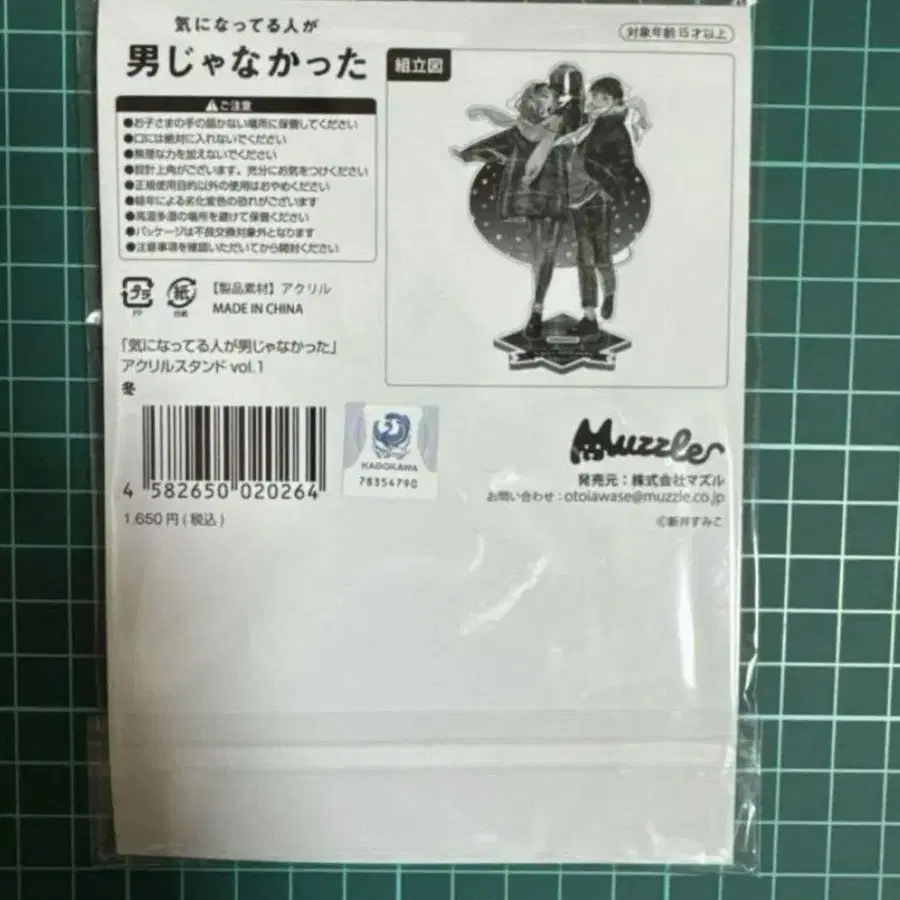 気になってる人が
男じゃなかった
対象年齢15才以上
ご注意
●お子さまの手の届かない場所に保管してください
●口には絶対に入れないでください
●無理な力を加えないでください
●設計上角がございます。充分にお気をつけください
●正規使用目的以外の使用はおやめください
●経年による劣化変色の恐れがございます
●高温多湿の場所を避けて保管ください
●パッケージは不良交換対象外となります
●注意事項を確認いただいてから開封ください
組立図
プラ
PP
紙
台紙
【製品素材】アクリル
MADE IN CHINA
「気になってる人が男じゃなかった」
アクリルスタンド vol.1
冬
4 582650 020264
1,650円(税込)
KADOKAWA
78354790
Muzzle
発売元：株式会社マズル
お問い合わせ：otoiawase@muzzle.co.jp
©新井すみこ